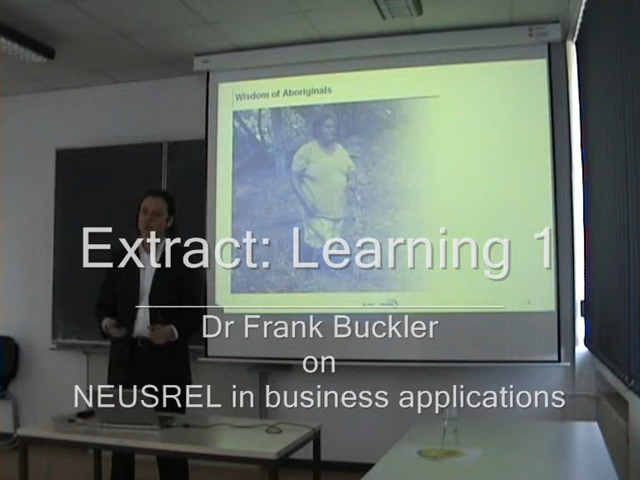 Wisdom of Aboriginals
Extract: Learning 1
Dr Frank Buckler
on
NEUSREL in business applications